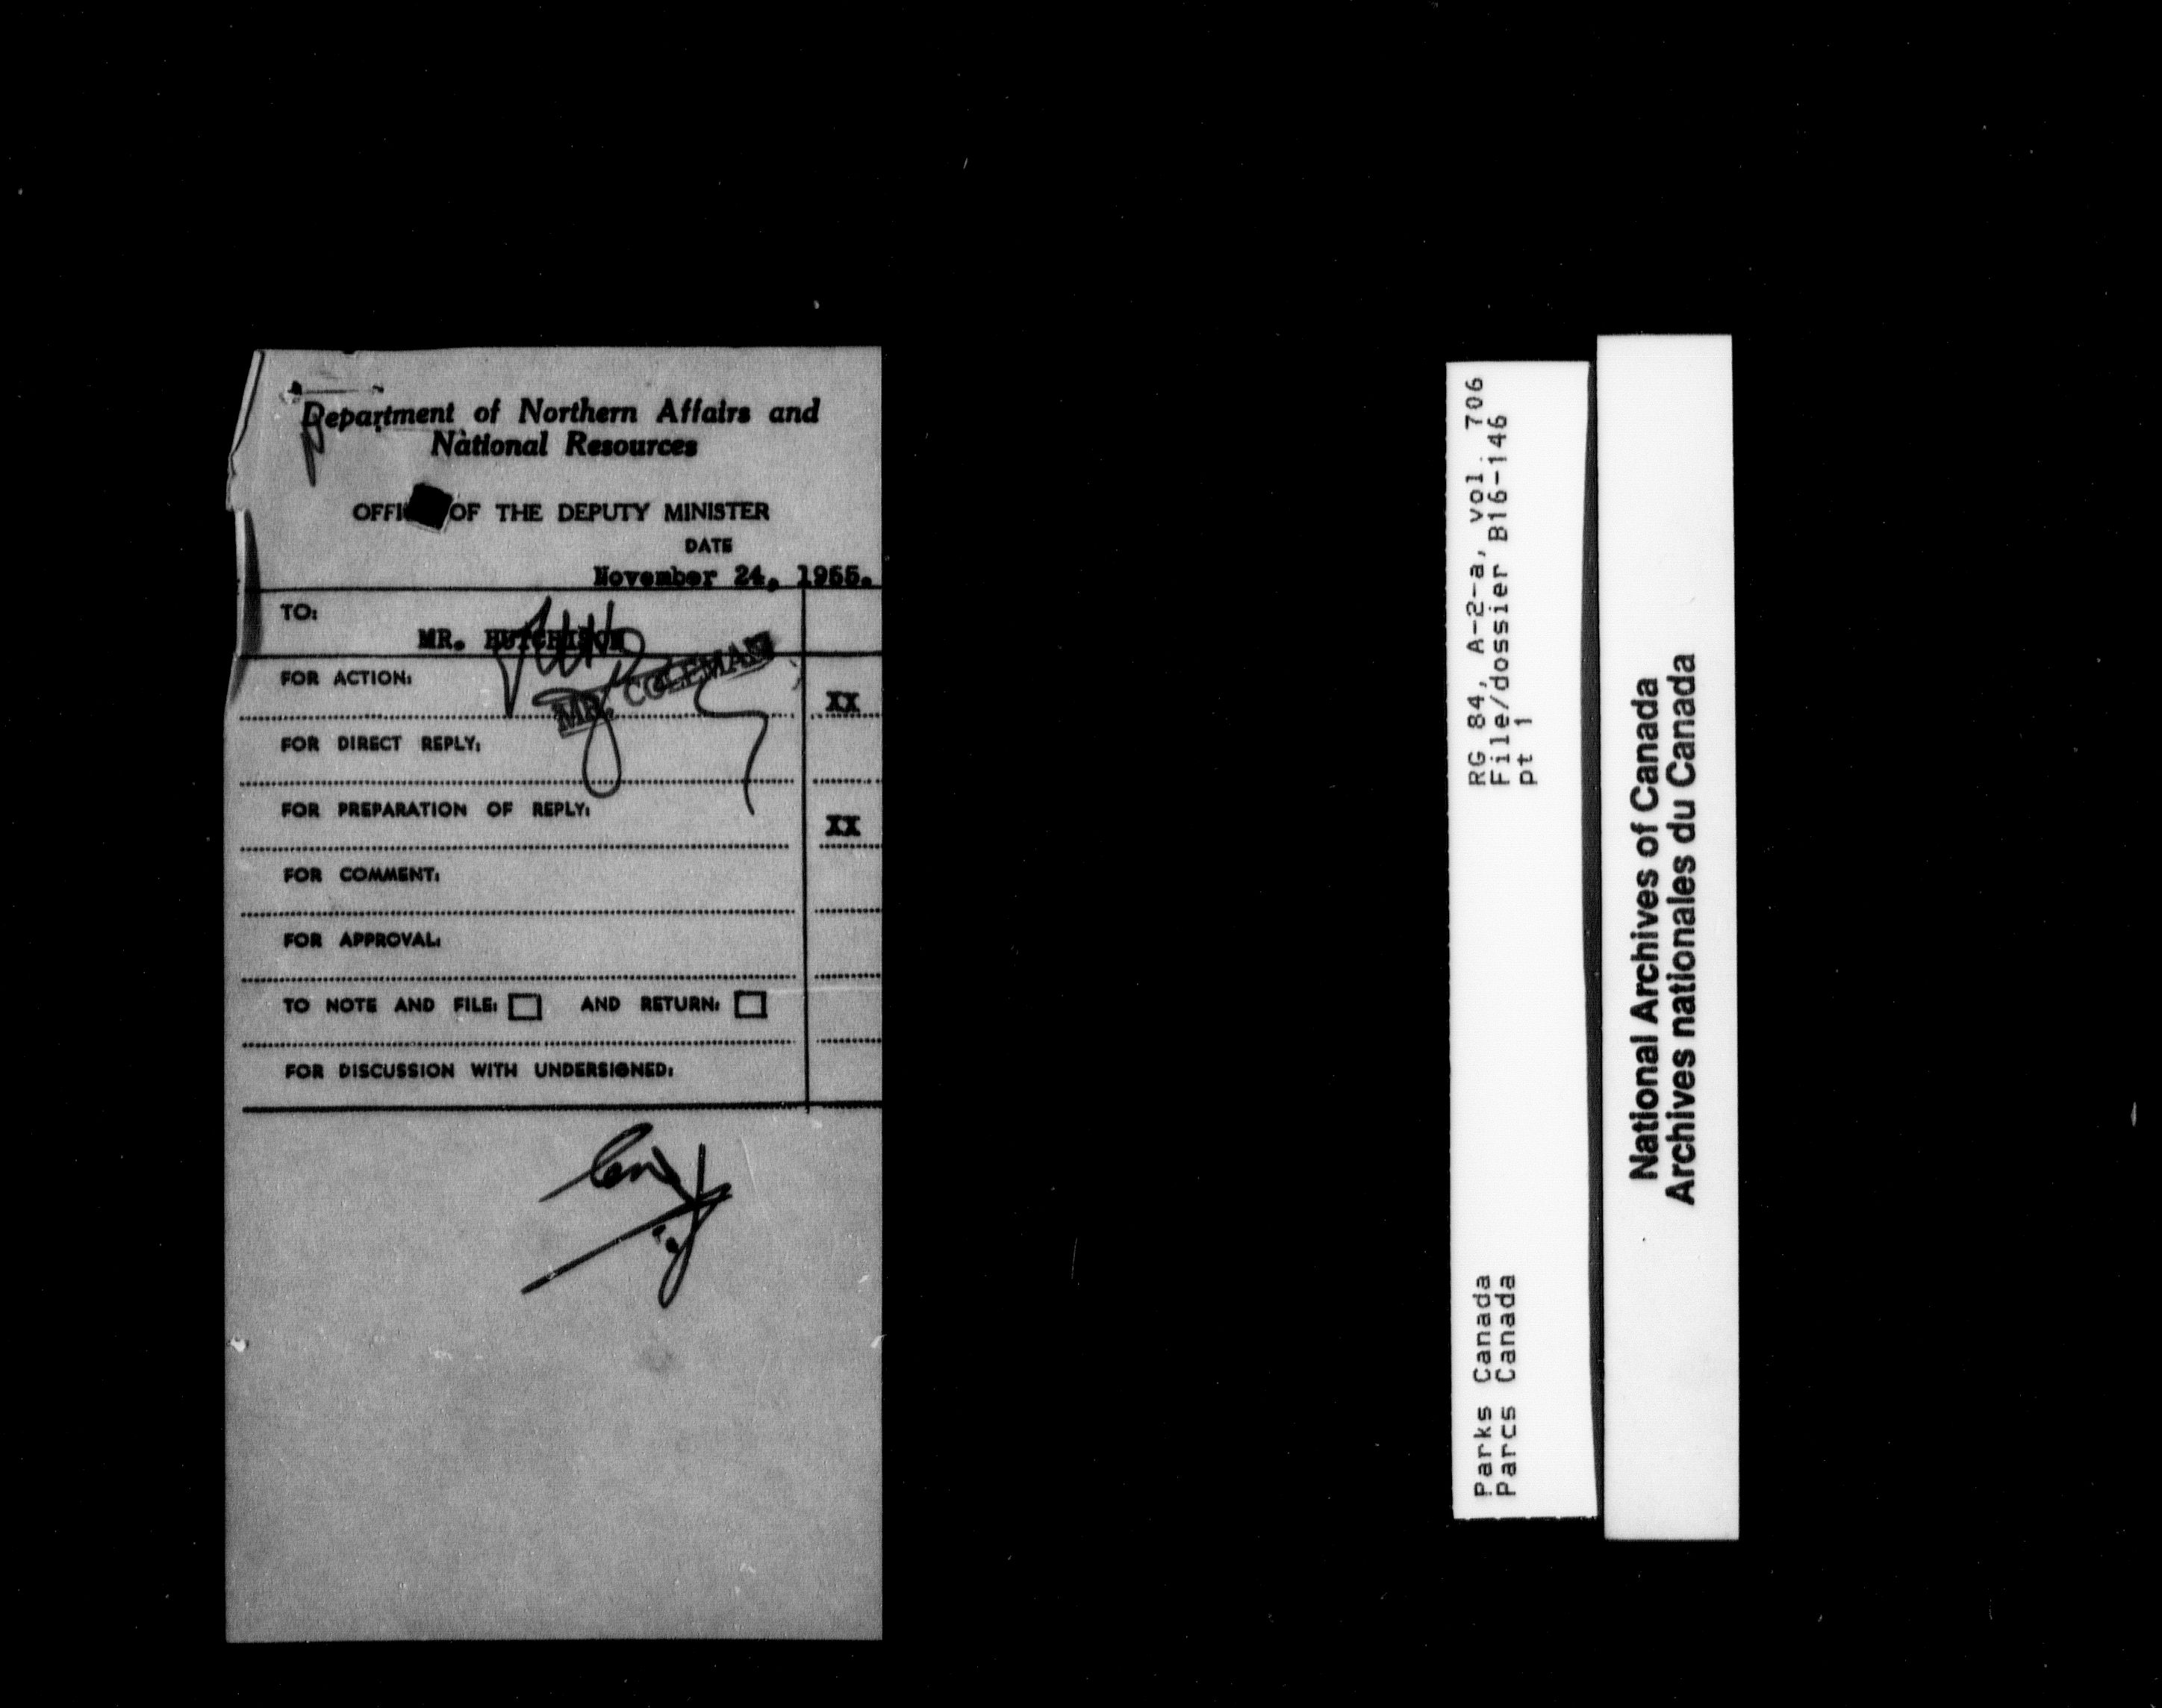 Department of Northern Affairs and
National Resources
OFFICE OF THE DEPUTY MINISTER
DATE
November 24, 1955.
TO:
MR. HUTCHISON
MR. COLEMAN
FOR ACTION: XX
FOR DIRECT REPLY:
FOR PREPARATION OF REPLY: XX
FOR COMMENT:
FOR APPROVAL:
TO NOTE AND FILE: AND RETURN:
FOR DISCUSSION WITH UNDERSIGNED:
RG 84, A-2-a, vol. 706
File/dossier B16-146
pt 1
Parks Canada
Parcs Canada
National Archives of Canada
Archives nationales du Canada